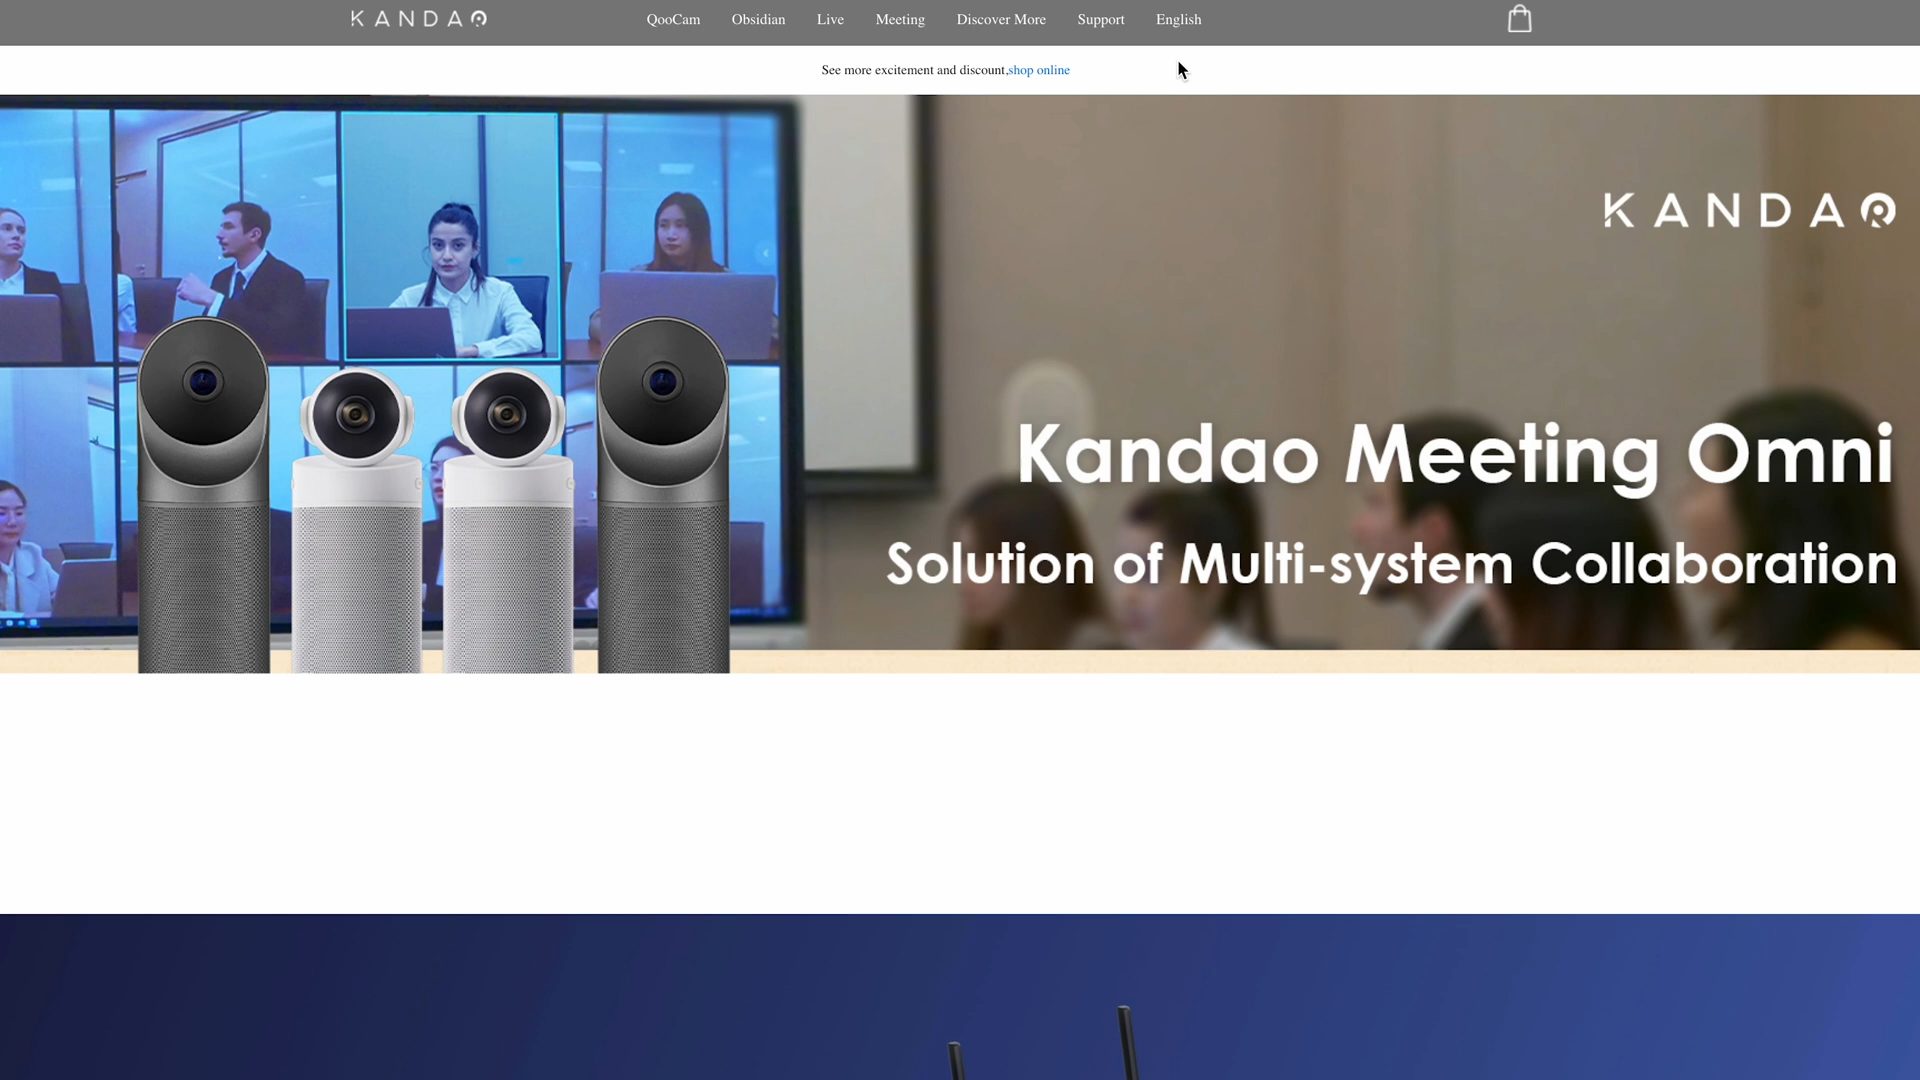 KANDAO
QooCam Obsidian Live Meeting Discover More Support English
See more excitement and discount,shop online
KANDAO
Kandao Meeting Omni
Solution of Multi-system Collaboration